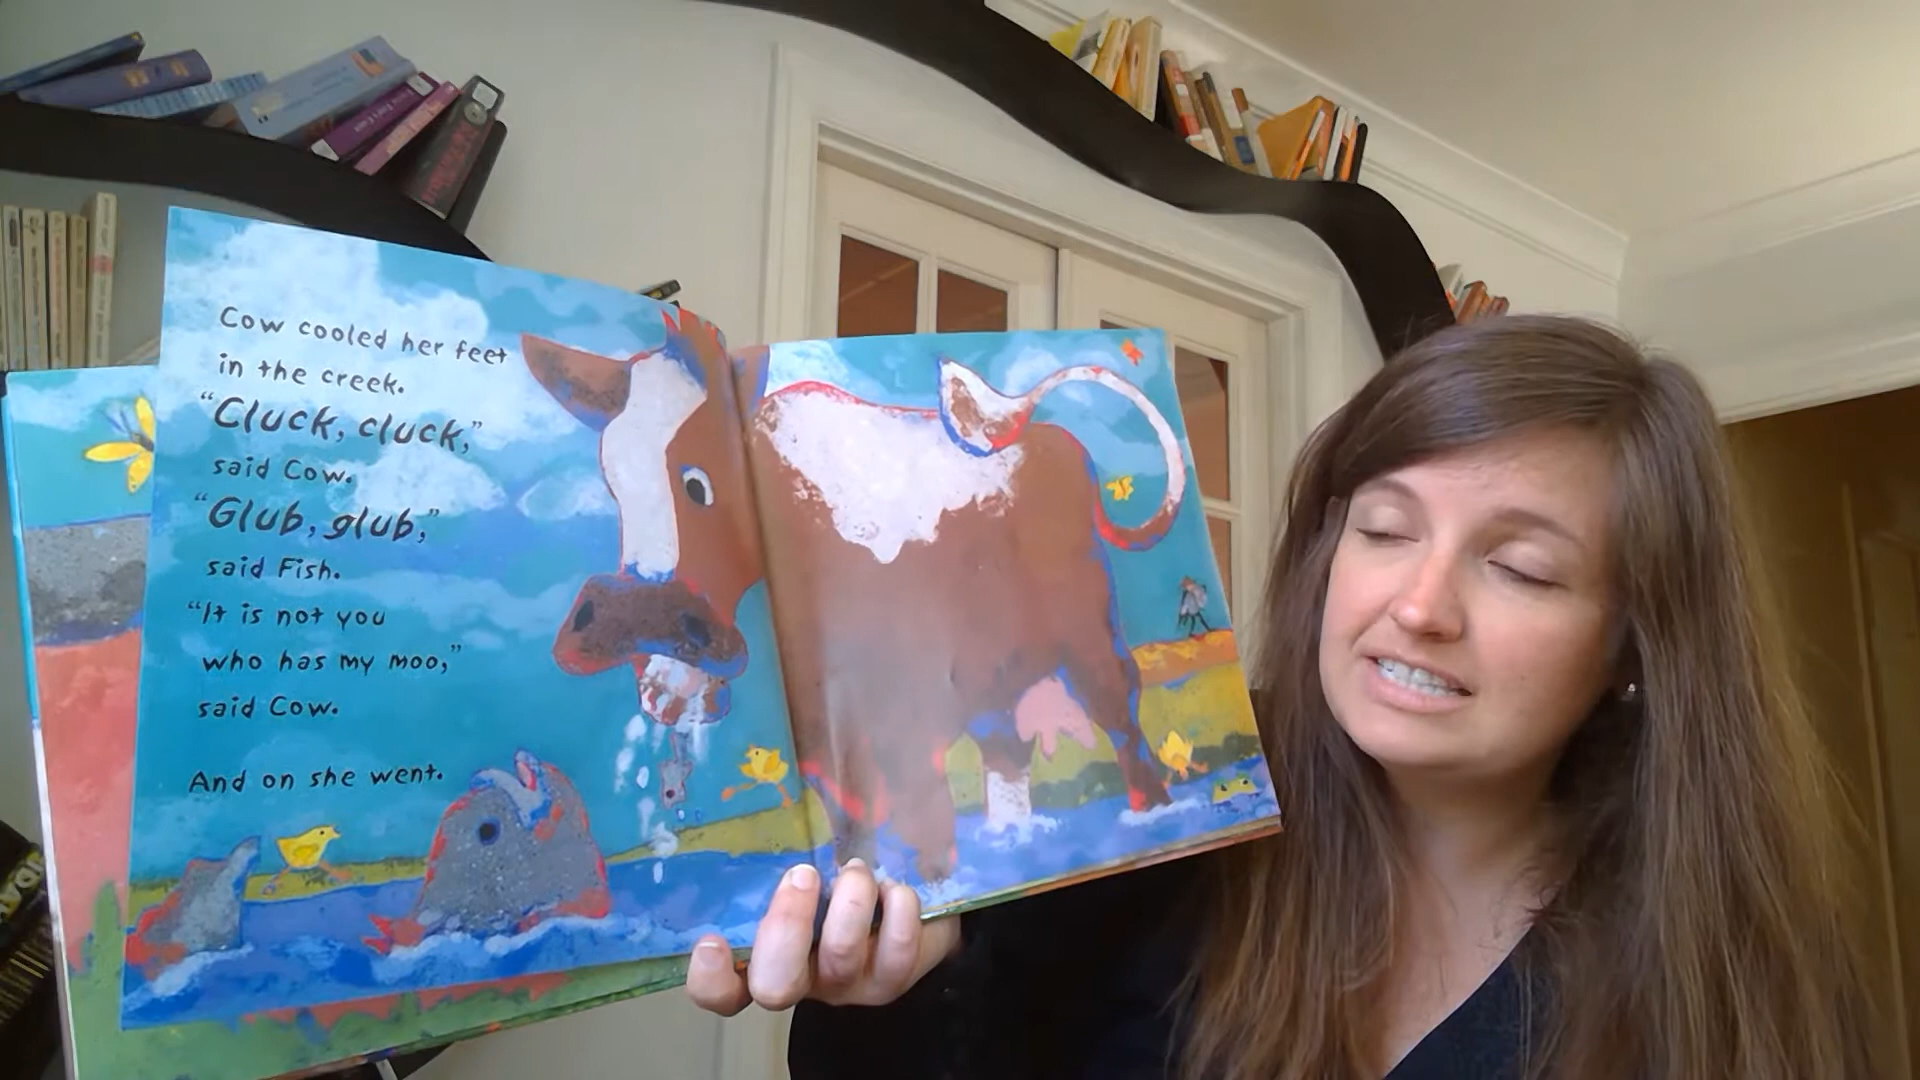 Cow cooled her feet
in the creek.
"Cluck, cluck,"
said Cow.
"Glub, glub,"
said Fish.
"It is not you
who has my moo,"
said Cow.
And on she went.